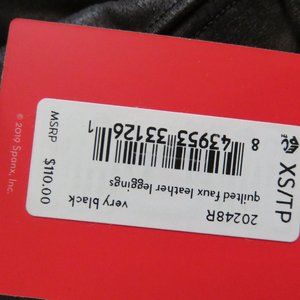 XS/TP
8 43953 33126 1
20248R
quilted faux leather leggings
very black
MSRP $110.00
© 2019 Spanx, Inc.